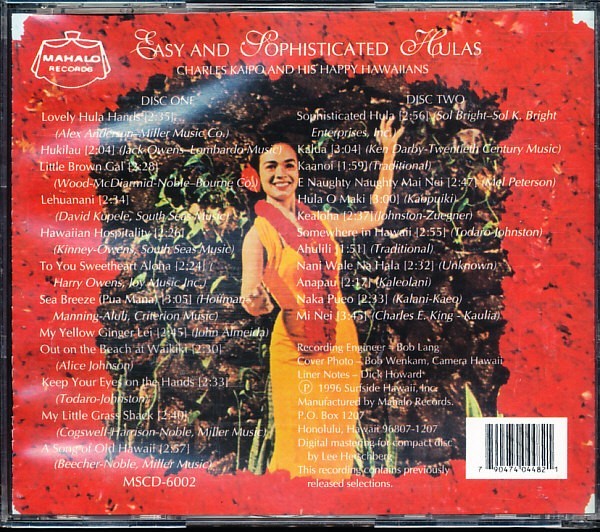 MAHALO
RECORDS
EASY AND SOPHISTICATED HULAS
CHARLES KAIPO AND HIS HAPPY HAWAIIANS
DISC ONE
Lovely Hula Hands [2:35]
(Alex Anderson–Miller Music Co.)
Hukilau [2:04] (Jack Owens–Lombardo Music)
Little Brown Gal [2:28]
(Wood-McDiarmid-Noble–Bourne Co.)
Lehuanani [2:34]
(David Kupele, South Seas Music)
Hawaiian Hospitality [2:26]
(Kinney-Owens, South Seas Music)
To You Sweetheart Aloha [2:24]
Harry Owens, Joy Music Inc.)
Sea Breeze (Pua Mana) [3:05] (Hoffman-
Manning-Aluli, Criterion Music)
My Yellow Ginger Lei [2:45] (John Almeida)
Out on the Beach at Waikiki [2:30]
(Alice Johnson)
Keep Your Eyes on the Hands [2:33]
(Todaro-Johnston)
My Little Grass Shack [2:40]
(Cogswell-Harrison-Noble, Miller Music)
A Song of Old Hawaii [2:57]
(Beecher-Noble, Miller Music)
MSCD-6002
DISC TWO
Sophisticated Hula [2:56] (Sol Bright–Sol K. Bright
Enterprises, Inc.)
Kalua [3:04] (Ken Darby-Twentieth Century Music)
Kaanoi [1:59] (Traditional)
E Naughty Naughty Mai Nei [2:47] (Mel Peterson)
Hula O Maki [3:00] (Kahauiki)
Kealoha [2:37] (Johnston-Zuegner)
Somewhere in Hawaii [2:55] (Todaro-Johnston)
Ahulili [1:51] (Traditional)
Nani Wale Na Hala [2:32] (Unknown)
Anapau [2:17] (Kaleolani)
Naka Pueo [2:33] (Kalani-Kaeo)
Mi Nei [3:45] (Charles E. King - Kaulia)
Recording Engineer – Bob Lang
Cover Photo – Bob Wenkam, Camera Hawaii
Liner Notes – Dick Howard
℗ 1996 Surfside Hawaii, Inc.
Manufactured by Mahalo Records.
P.O. Box 1207
Honolulu, Hawaii 96807-1207
Digital mastering for compact disc
by Lee Herschberg
This recording contains previously
released selections.
7 90474 04482 1